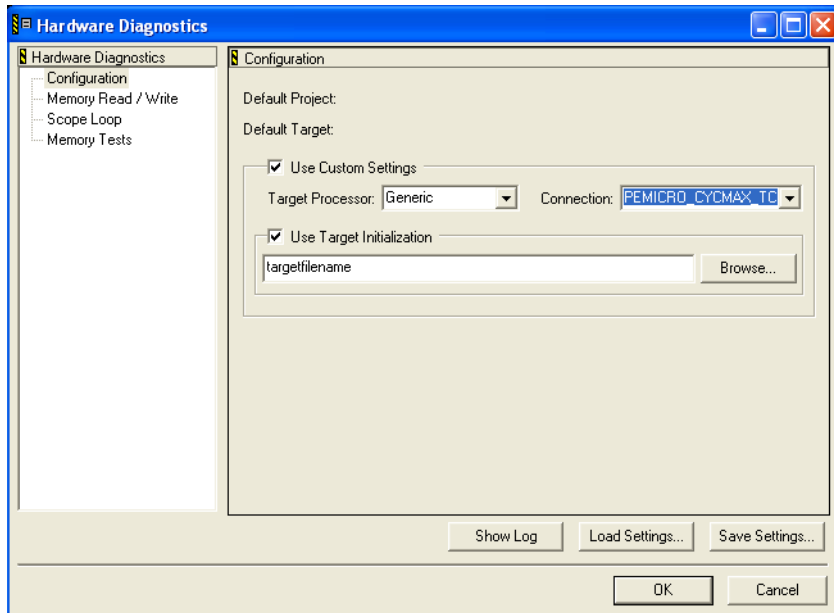 Hardware Diagnostics
Hardware Diagnostics
Configuration
Memory Read / Write
Scope Loop
Memory Tests
Configuration
Default Project:
Default Target:
Use Custom Settings
Target Processor: Generic Connection: PEMICRO_CYCMAX_TC
Use Target Initialization
targetfilename Browse...
Show Log Load Settings... Save Settings...
OK Cancel